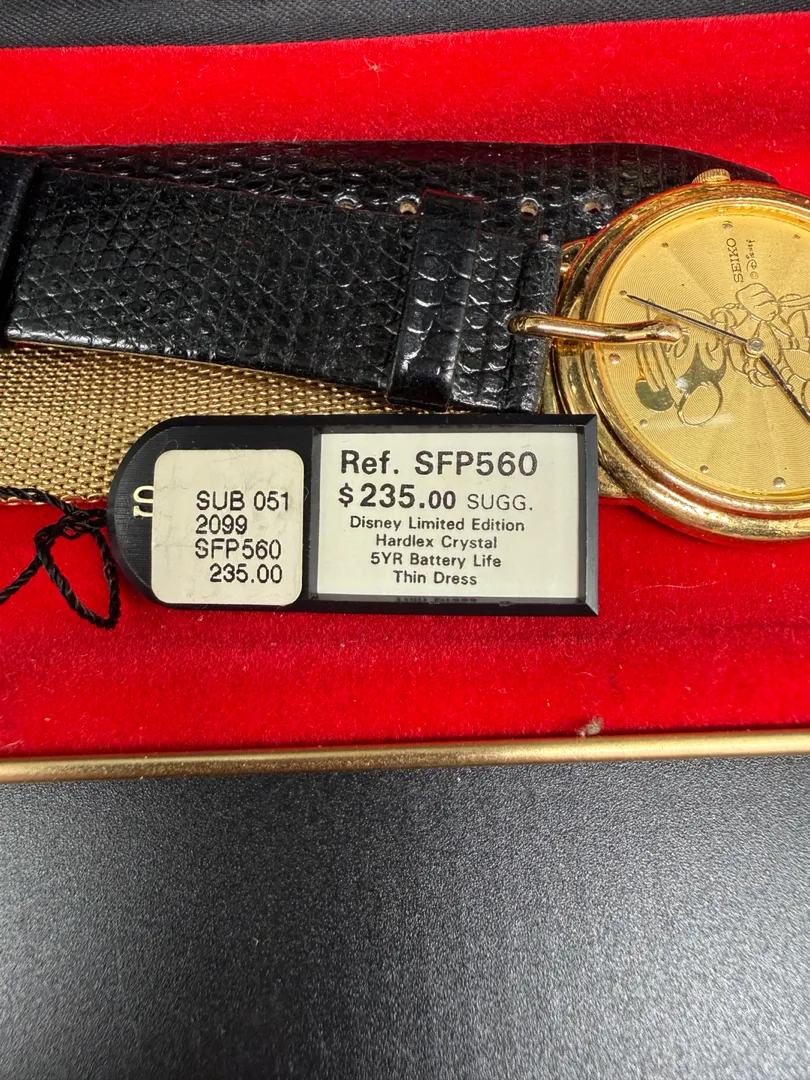 SEIKO
© Disney
S
SUB 051
2099
SFP560
235.00
Ref. SFP560
$235.00 SUGG.
Disney Limited Edition
Hardlex Crystal
5YR Battery Life
Thin Dress